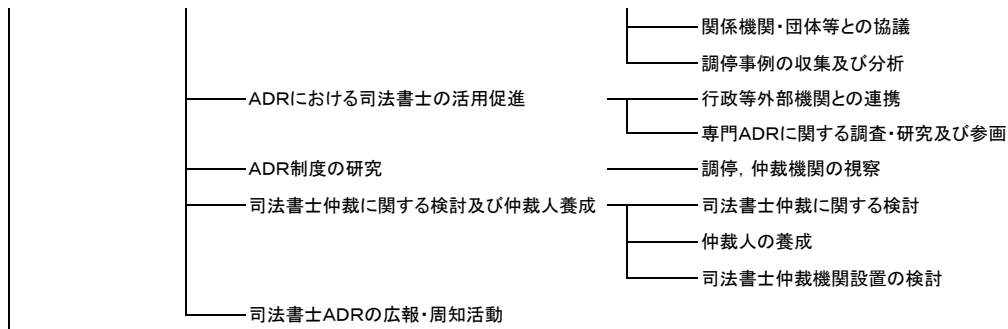 関係機関・団体等との協議
調停事例の収集及び分析
ADRにおける司法書士の活用促進
行政等外部機関との連携
専門ADRに関する調査・研究及び参画
ADR制度の研究
調停，仲裁機関の視察
司法書士仲裁に関する検討及び仲裁人養成
司法書士仲裁に関する検討
仲裁人の養成
司法書士仲裁機関設置の検討
司法書士ADRの広報・周知活動